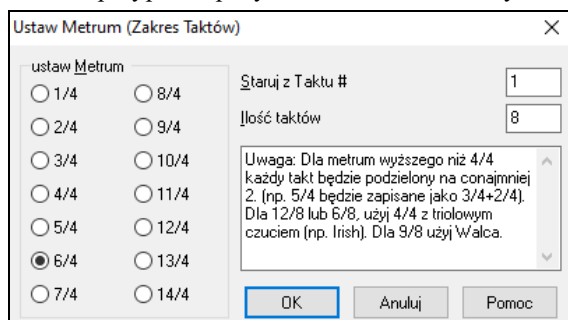 Ustaw Metrum (Zakres Taktów)
ustaw Metrum
1/4 8/4
2/4 9/4
3/4 10/4
4/4 11/4
5/4 12/4
6/4 13/4
7/4 14/4
Staruj z Taktu # 1
Ilość taktów 8
Uwaga: Dla metrum wyższego niż 4/4
każdy takt będzie podzielony na conajmniej
2. (np. 5/4 będzie zapisane jako 3/4+2/4).
Dla 12/8 lub 6/8, użyj 4/4 z triolowym
czuciem (np. Irish). Dla 9/8 użyj Walca.
OK Anuluj Pomoc